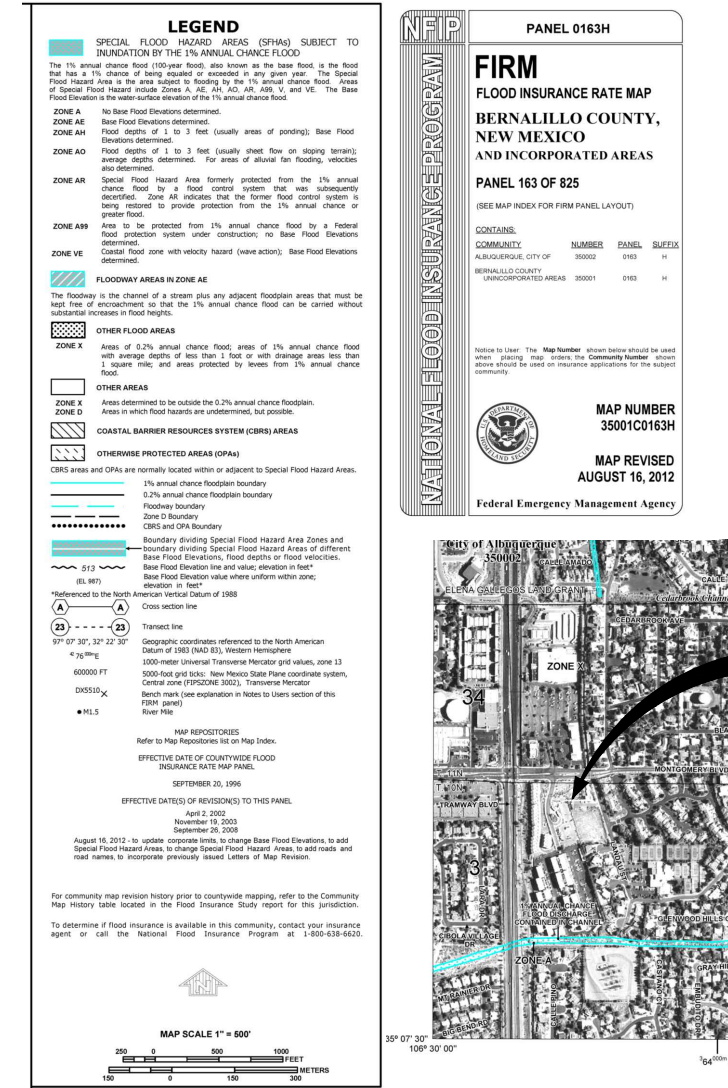 LEGEND
SPECIAL FLOOD HAZARD AREAS (SFHAs) SUBJECT TO
INUNDATION BY THE 1% ANNUAL CHANCE FLOOD
The 1% annual chance flood (100-year flood), also known as the base flood, is the flood
that has a 1% chance of being equaled or exceeded in any given year. The Special
Flood Hazard Area is the area subject to flooding by the 1% annual chance flood. Areas
of Special Flood Hazard include Zones A, AE, AH, AO, AR, A99, V, and VE. The Base
Flood Elevation is the water-surface elevation of the 1% annual chance flood.
ZONE A No Base Flood Elevations determined.
ZONE AE Base Flood Elevations determined.
ZONE AH Flood depths of 1 to 3 feet (usually areas of ponding); Base Flood
Elevations determined.
ZONE AO Flood depths of 1 to 3 feet (usually sheet flow on sloping terrain);
average depths determined. For areas of alluvial fan flooding, velocities
also determined.
ZONE AR Special Flood Hazard Area formerly protected from the 1% annual
chance flood by a flood control system that was subsequently
decertified. Zone AR indicates that the former flood control system is
being restored to provide protection from the 1% annual chance or
greater flood.
ZONE A99 Area to be protected from 1% annual chance flood by a Federal
flood protection system under construction; no Base Flood Elevations
determined.
ZONE VE Coastal flood zone with velocity hazard (wave action); Base Flood Elevations
determined.
FLOODWAY AREAS IN ZONE AE
The floodway is the channel of a stream plus any adjacent floodplain areas that must be
kept free of encroachment so that the 1% annual chance flood can be carried without
substantial increases in flood heights.
OTHER FLOOD AREAS
ZONE X Areas of 0.2% annual chance flood; areas of 1% annual chance flood
with average depths of less than 1 foot or with drainage areas less than
1 square mile; and areas protected by levees from 1% annual chance
flood.
OTHER AREAS
ZONE X Areas determined to be outside the 0.2% annual chance floodplain.
ZONE D Areas in which flood hazards are undetermined, but possible.
COASTAL BARRIER RESOURCES SYSTEM (CBRS) AREAS
OTHERWISE PROTECTED AREAS (OPAs)
CBRS areas and OPAs are normally located within or adjacent to Special Flood Hazard Areas.
1% annual chance floodplain boundary
0.2% annual chance floodplain boundary
Floodway boundary
Zone D Boundary
CBRS and OPA Boundary
Boundary dividing Special Flood Hazard Area Zones and
boundary dividing Special Flood Hazard Areas of different
Base Flood Elevations, flood depths or flood velocities.
513 Base Flood Elevation line and value; elevation in feet*
(EL 987) Base Flood Elevation value where uniform within zone;
elevation in feet*
*Referenced to the North American Vertical Datum of 1988
A A Cross section line
23 23 Transect line
97° 07' 30", 32° 22' 30" Geographic coordinates referenced to the North American
Datum of 1983 (NAD 83), Western Hemisphere
42 76 000m E 1000-meter Universal Transverse Mercator grid values, zone 13
600000 FT 5000-foot grid ticks: New Mexico State Plane coordinate system,
Central zone (FIPSZONE 3002), Transverse Mercator
DX5510 X Bench mark (see explanation in Notes to Users section of this
FIRM panel)
● M1.5 River Mile
MAP REPOSITORIES
Refer to Map Repositories list on Map Index.
EFFECTIVE DATE OF COUNTYWIDE FLOOD
INSURANCE RATE MAP PANEL
SEPTEMBER 20, 1996
EFFECTIVE DATE(S) OF REVISION(S) TO THIS PANEL
April 2, 2002
November 19, 2003
September 26, 2008
August 16, 2012 - to update corporate limits, to change Base Flood Elevations, to add
Special Flood Hazard Areas, to change Special Flood Hazard Areas, to add roads and
road names, to incorporate previously issued Letters of Map Revision.
For community map revision history prior to countywide mapping, refer to the Community
Map History table located in the Flood Insurance Study report for this jurisdiction.
To determine if flood insurance is available in this community, contact your insurance
agent or call the National Flood Insurance Program at 1-800-638-6620.
N
MAP SCALE 1" = 500'
250 0 500 1000
FEET
METERS
150 0 150 300
NFIP
NATIONAL FLOOD INSURANCE PROGRAM
PANEL 0163H
FIRM
FLOOD INSURANCE RATE MAP
BERNALILLO COUNTY,
NEW MEXICO
AND INCORPORATED AREAS
PANEL 163 OF 825
(SEE MAP INDEX FOR FIRM PANEL LAYOUT)
CONTAINS:
COMMUNITY NUMBER PANEL SUFFIX
ALBUQUERQUE, CITY OF 350002 0163 H
BERNALILLO COUNTY
UNINCORPORATED AREAS 350001 0163 H
Notice to User: The Map Number shown below should be used
when placing map orders; the Community Number shown
above should be used on insurance applications for the subject
community.
U.S. DEPARTMENT OF HOMELAND SECURITY
MAP NUMBER
35001C0163H
MAP REVISED
AUGUST 16, 2012
Federal Emergency Management Agency
City of Albuquerque
350002
CALLE AMADO
ELENA GALLEGOS LAND GRANT
CALLE
Cedarbrook Chann
CEDARBROOK AVE
ZONE X
34
BLA
MONTGOMERY BLVD
T 11N
T 10N
TRAMWAY BLVD
3
1% ANNUAL CHANCE
FLOOD DISCHARGE
CONTAINED IN CHANNEL
GLENWOOD HILLS
CIBOLA VILLAGE
DR
ZONE A
GRAY HI
MT RAINIER DR
CALLE PINO
CASTANO CT
EMBUDITO DR
BIG BEND RD
35° 07' 30"
106° 30' 00"
3 64 000m